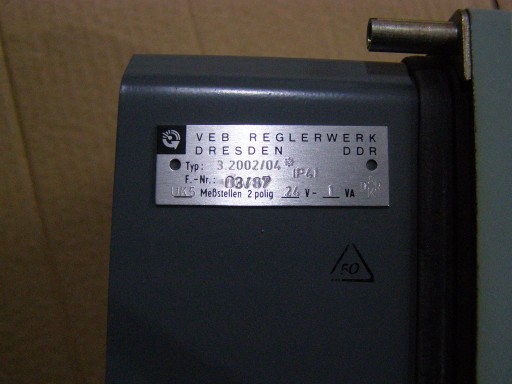 VEB REGLERWERK
DRESDEN DDR
Typ: 3.2002/04 IP41
F.-Nr.: 03/87
Meßstellen 2 polig 24 V- 1 VA
50